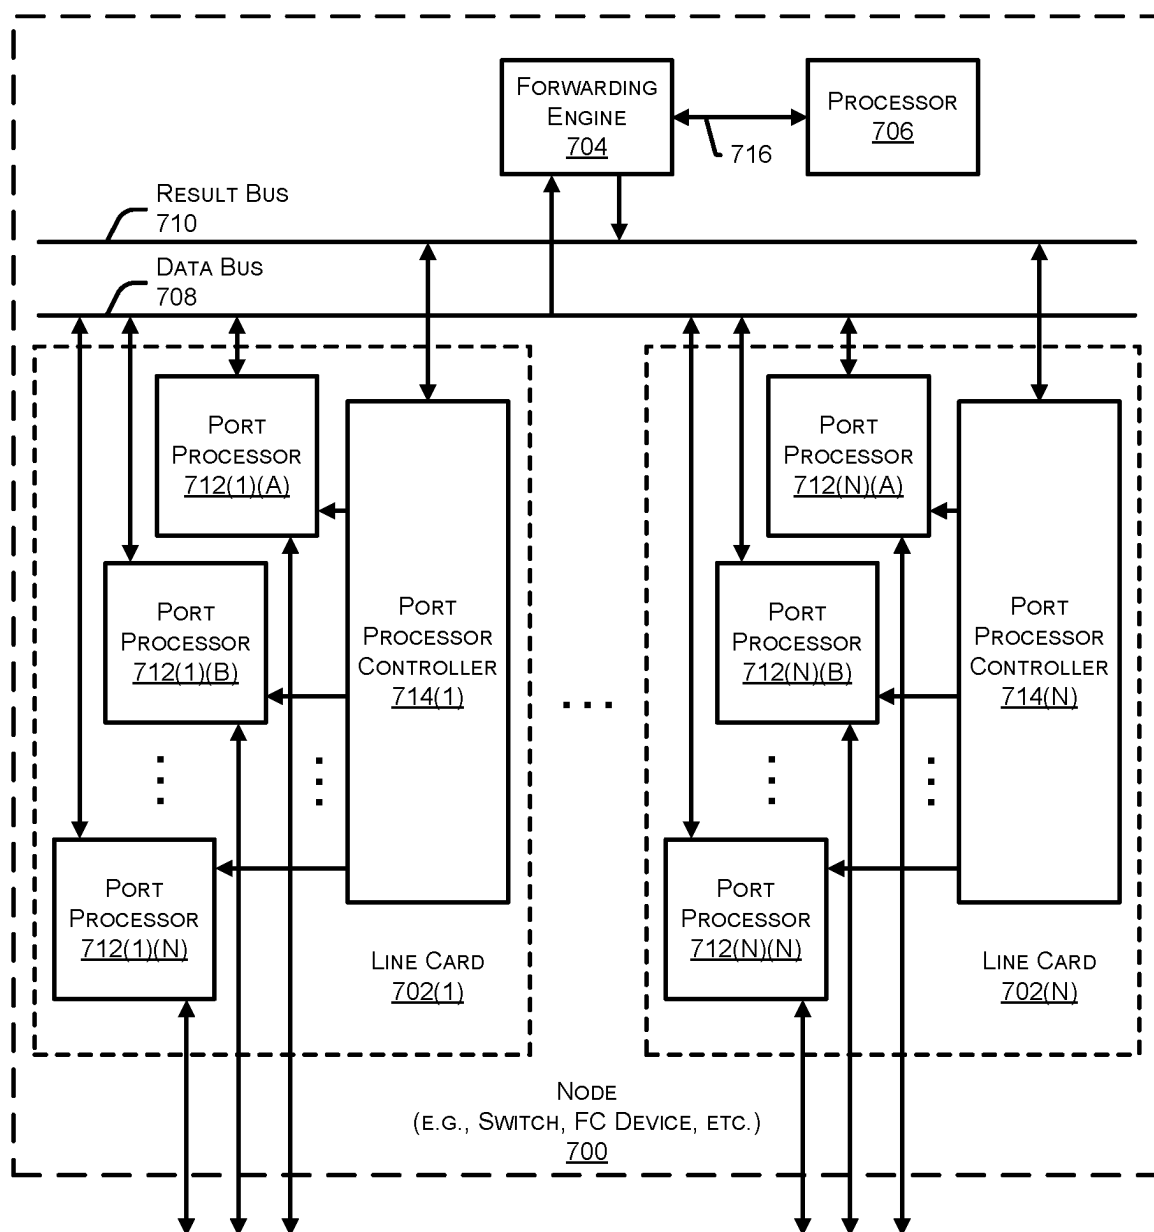 FORWARDING
ENGINE
704
PROCESSOR
706
716
RESULT BUS
710
DATA BUS
708
PORT
PROCESSOR
712(1)(A)
PORT
PROCESSOR
712(1)(B)
PORT
PROCESSOR
CONTROLLER
714(1)
PORT
PROCESSOR
712(1)(N)
LINE CARD
702(1)
...
PORT
PROCESSOR
712(N)(A)
PORT
PROCESSOR
712(N)(B)
PORT
PROCESSOR
CONTROLLER
714(N)
PORT
PROCESSOR
712(N)(N)
LINE CARD
702(N)
NODE
(E.G., SWITCH, FC DEVICE, ETC.)
700